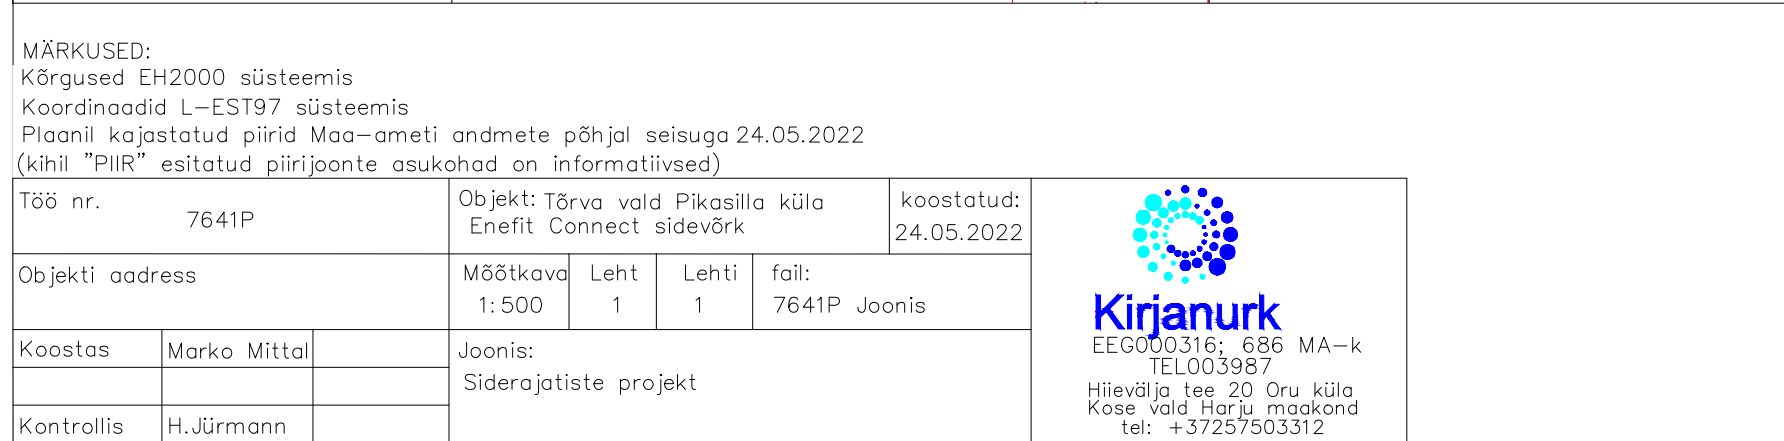 MÄRKUSED:
Kõrgused EH2000 süsteemis
Koordinaadid L-EST97 süsteemis
Plaanil kajastatud piirid Maa-ameti andmete põhjal seisuga 24.05.2022
(kihil "PIIR" esitatud piirijoonte asukohad on informatiivsed)
Töö nr.
7641P
Objekt: Tõrva vald Pikasilla küla
Enefit Connect sidevõrk
koostatud:
24.05.2022
Objekti aadress
Mõõtkava
1:500
Leht
1
Lehti
1
fail:
7641P Joonis
Koostas
Marko Mittal
Joonis:
Siderajatiste projekt
Kontrollis
H.Jürmann
Kirjanurk
EEG000316; 686 MA-k
TEL003987
Hiievälja tee 20 Oru küla
Kose vald Harju maakond
tel: +37257503312